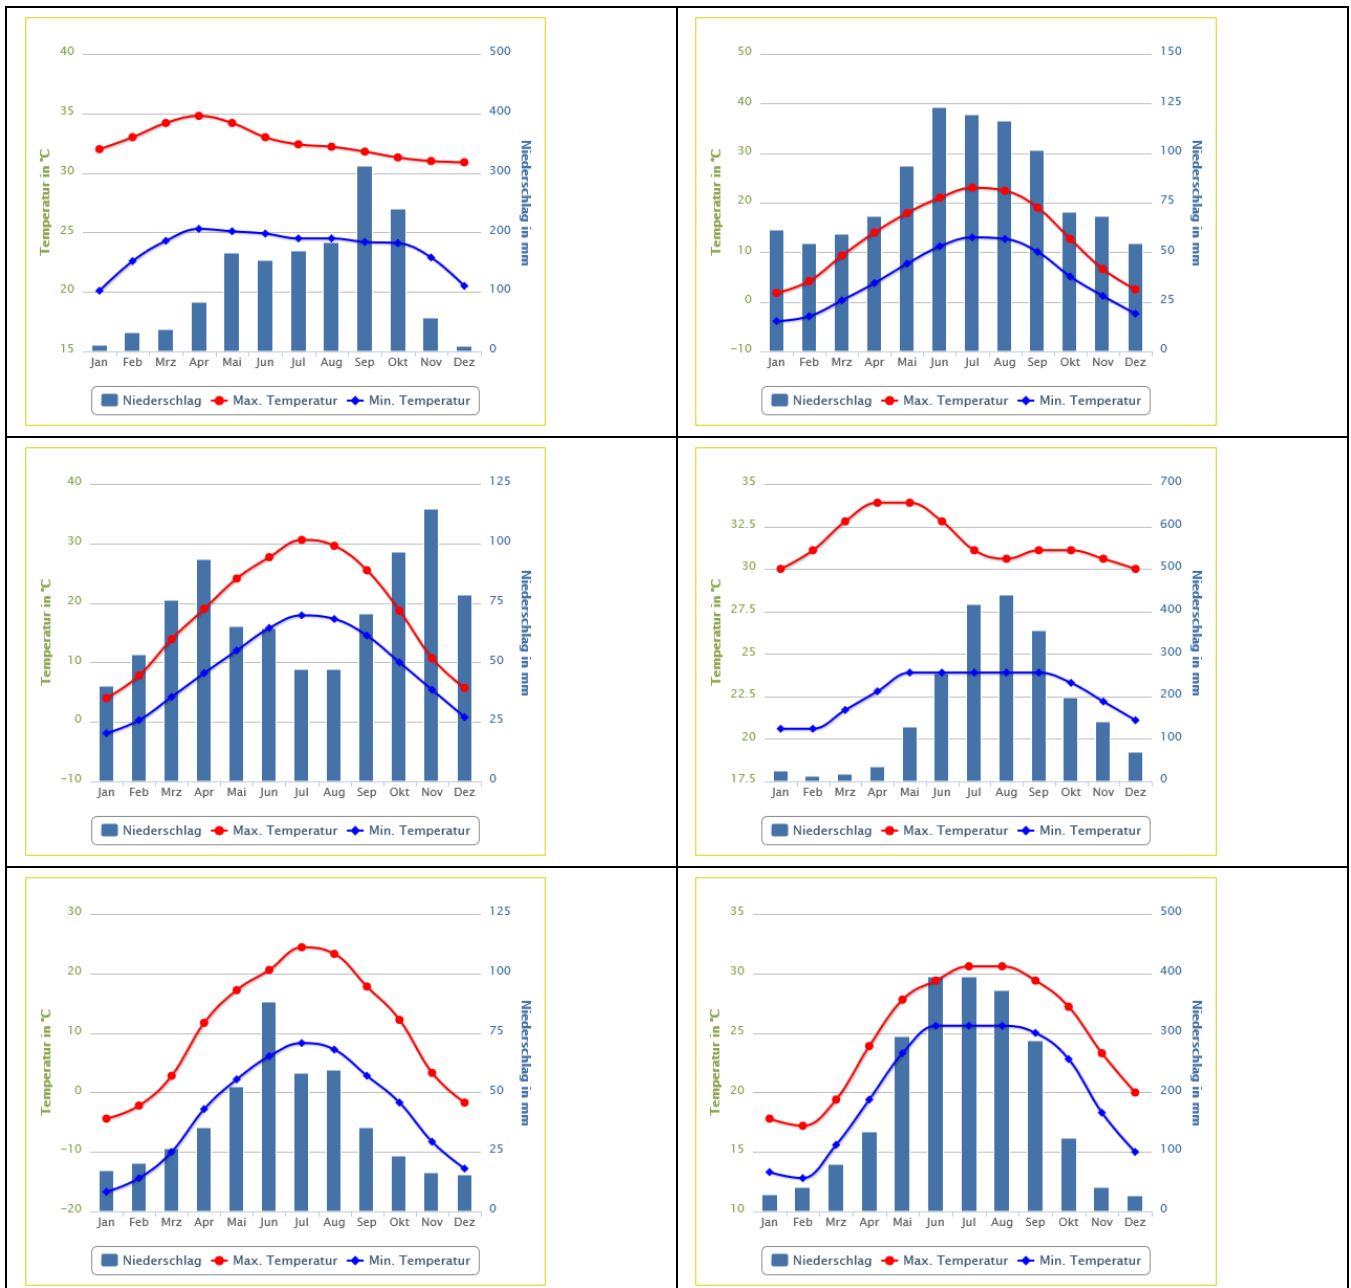 40 500
35 400
30 300
25 200
20 100
15 0
Temperatur in °C
Niederschlag in mm
Jan Feb Mrz Apr Mai Jun Jul Aug Sep Okt Nov Dez
Niederschlag Max. Temperatur Min. Temperatur
50 150
40 125
30 100
20 75
10 50
0 25
−10 0
Temperatur in °C
Niederschlag in mm
Jan Feb Mrz Apr Mai Jun Jul Aug Sep Okt Nov Dez
Niederschlag Max. Temperatur Min. Temperatur
40 125
30 100
20 75
10 50
0 25
−10 0
Temperatur in °C
Niederschlag in mm
Jan Feb Mrz Apr Mai Jun Jul Aug Sep Okt Nov Dez
Niederschlag Max. Temperatur Min. Temperatur
35 700
32.5 600
30 500
27.5 400
25 300
22.5 200
20 100
17.5 0
Temperatur in °C
Niederschlag in mm
Jan Feb Mrz Apr Mai Jun Jul Aug Sep Okt Nov Dez
Niederschlag Max. Temperatur Min. Temperatur
30 125
20 100
10 75
0 50
−10 25
−20 0
Temperatur in °C
Niederschlag in mm
Jan Feb Mrz Apr Mai Jun Jul Aug Sep Okt Nov Dez
Niederschlag Max. Temperatur Min. Temperatur
35 500
30 400
25 300
20 200
15 100
10 0
Temperatur in °C
Niederschlag in mm
Jan Feb Mrz Apr Mai Jun Jul Aug Sep Okt Nov Dez
Niederschlag Max. Temperatur Min. Temperatur